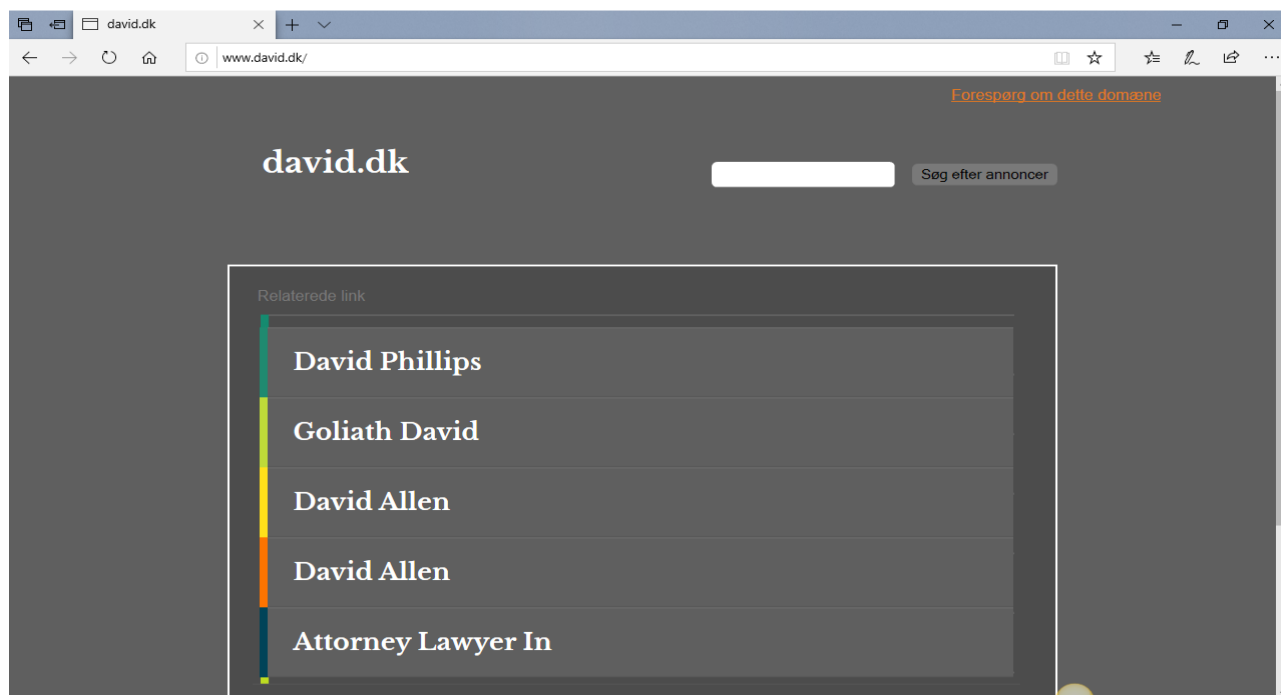 david.dk
www.david.dk/
Forespørg om dette domæne
david.dk
Søg efter annoncer
Relaterede link
David Phillips
Goliath David
David Allen
David Allen
Attorney Lawyer In